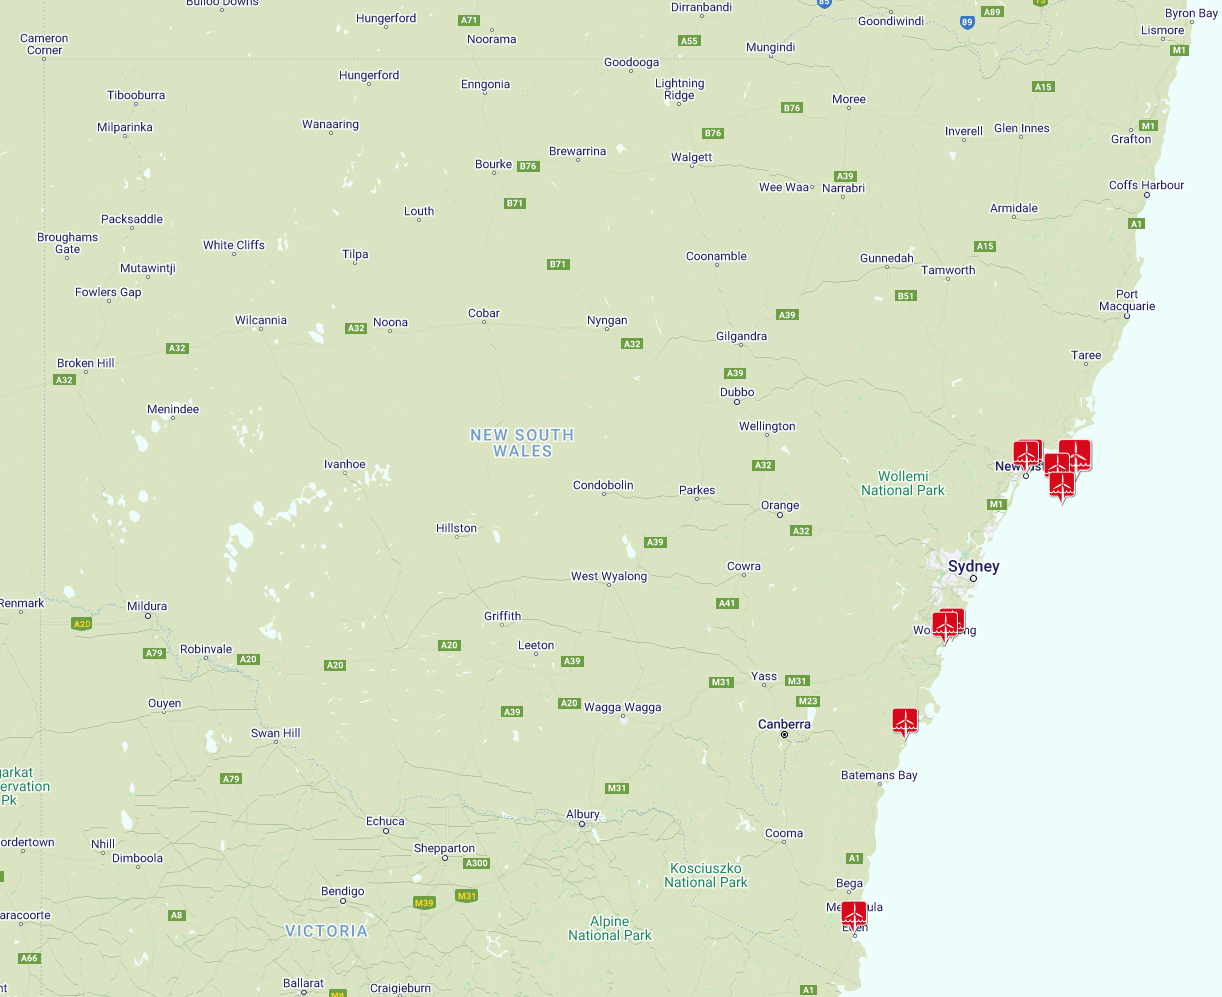 Bulloo Downs
Dirranbandi
85
15
Hungerford
A71
A89
Byron Bay
Goondiwindi
89
Lismore
Cameron
Corner
Noorama
A55
Mungindi
M1
Goodooga
Hungerford
Enngonia
Lightning
Ridge
A15
Tibooburra
Moree
B76
Milparinka
Wanaaring
B76
Inverell
Glen Innes
M1
Grafton
Brewarrina
Walgett
Bourke
B76
A39
Wee Waa
Narrabri
Coffs Harbour
B71
Louth
Armidale
Packsaddle
A1
Broughams
Gate
White Cliffs
Tilpa
A15
Coonamble
Gunnedah
Mutawintji
B71
Tamworth
Fowlers Gap
B51
Port
Macquarie
Wilcannia
A32
Noona
Cobar
Nyngan
A39
Gilgandra
A32
A32
Taree
Broken Hill
A32
A39
Dubbo
Menindee
Wellington
NEW SOUTH
WALES
Ivanhoe
A32
Wollemi
National Park
Condobolin
Parkes
Orange
M1
Hillston
A32
A39
Sydney
West Wyalong
Cowra
Renmark
Mildura
A41
A20
Griffith
A79
Robinvale
A20
A20
A20
Leeton
A39
Yass
M31
M31
Ouyen
A39
A20
Wagga Wagga
M23
Canberra
Swan Hill
Batemans Bay
A79
M31
Echuca
Albury
Cooma
Nhill
Dimboola
Shepparton
A300
A1
Kosciuszko
National Park
Bega
Bendigo
M39
M31
A8
Alpine
National Park
VICTORIA
Eden
A66
Ballarat
M8
Craigieburn
A1